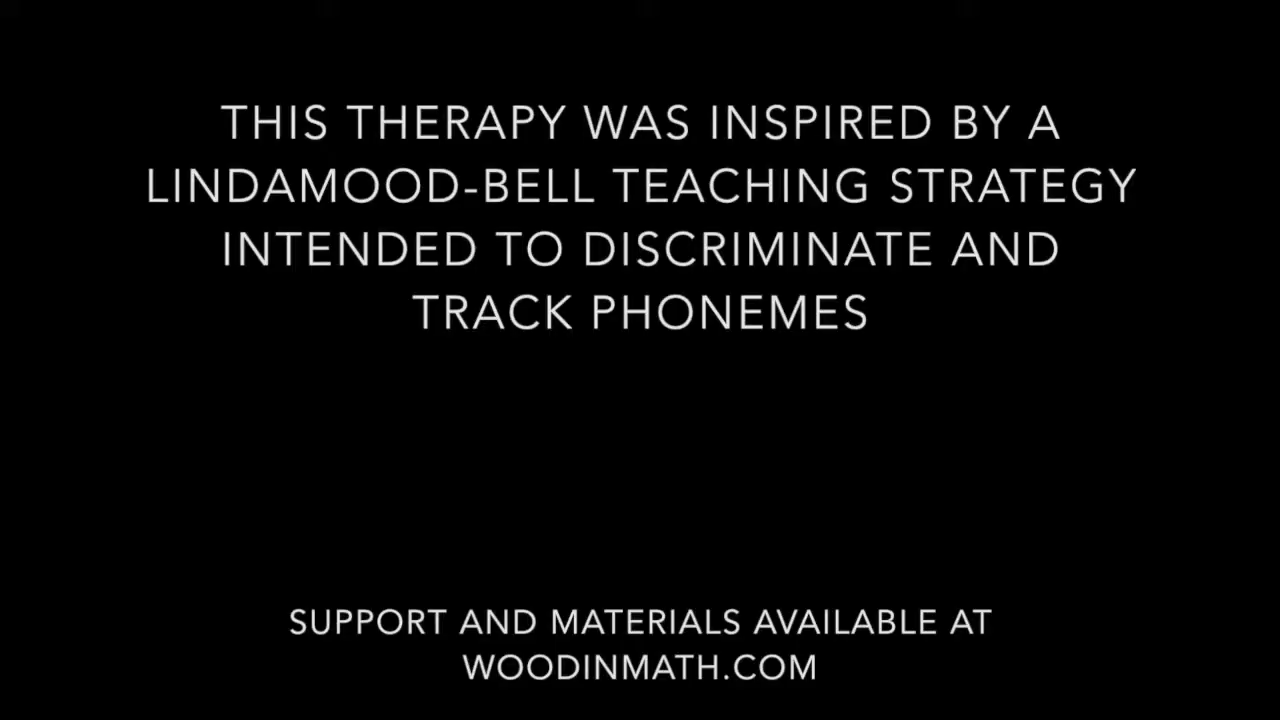 THIS THERAPY WAS INSPIRED BY A
LINDAMOOD-BELL TEACHING STRATEGY
INTENDED TO DISCRIMINATE AND
TRACK PHONEMES
SUPPORT AND MATERIALS AVAILABLE AT
WOODINMATH.COM